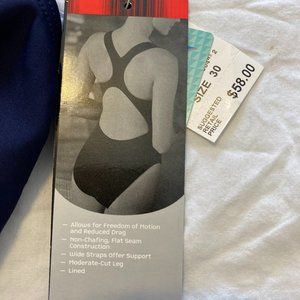 SIZE 30
SUGGESTED
RETAIL
PRICE
$58.00
— Allows for Freedom of Motion
and Reduced Drag
— Non-Chafing, Flat Seam
Construction
— Wide Straps Offer Support
— Moderate-Cut Leg
— Lined